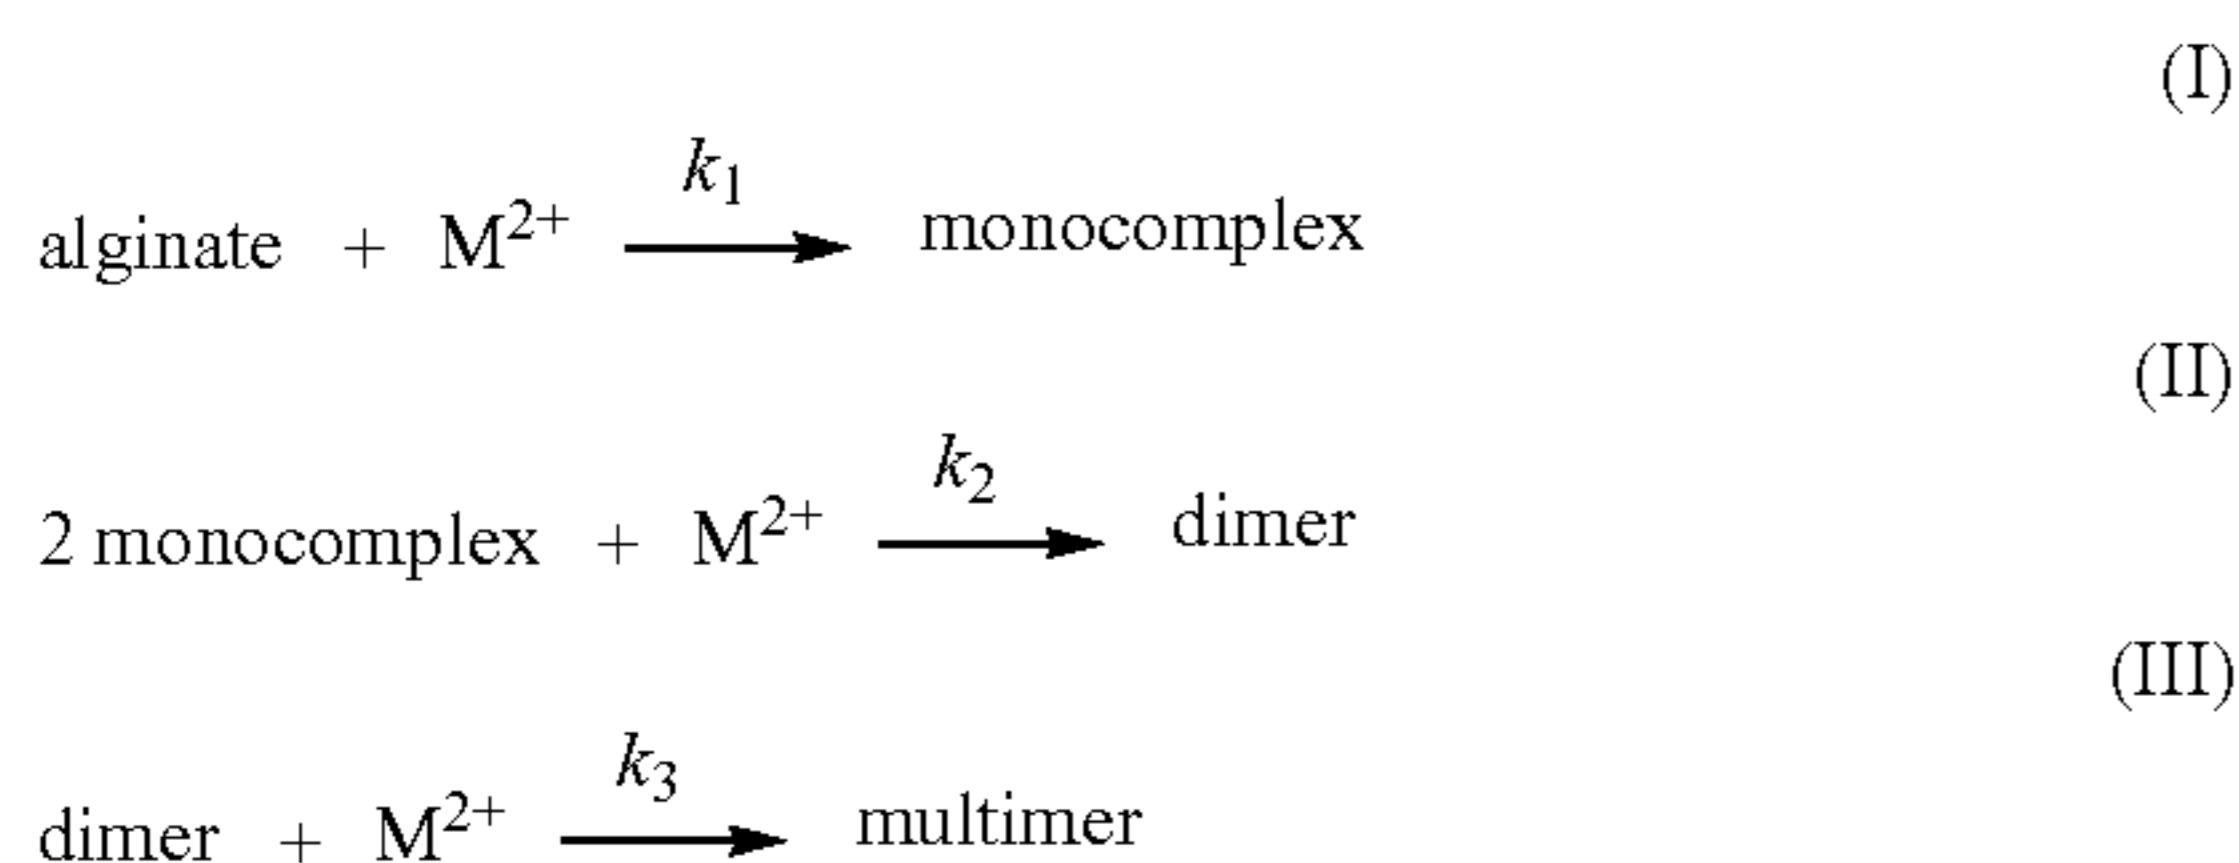 (I)
alginate + M²⁺ —k₁→ monocomplex
(II)
2 monocomplex + M²⁺ —k₂→ dimer
(III)
dimer + M²⁺ —k₃→ multimer